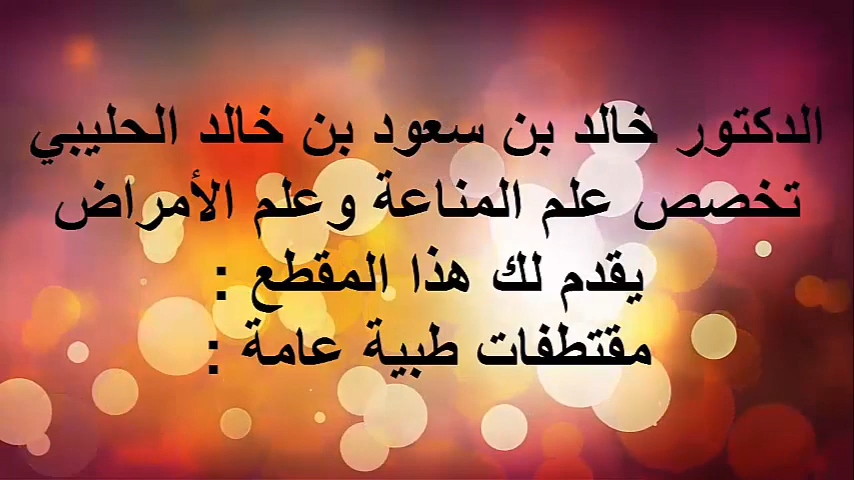 الدكتور خالد بن سعود بن خالد الحليبي
تخصص علم المناعة وعلم الأمراض
يقدم لك هذا المقطع :
مقتطفات طبية عامة :